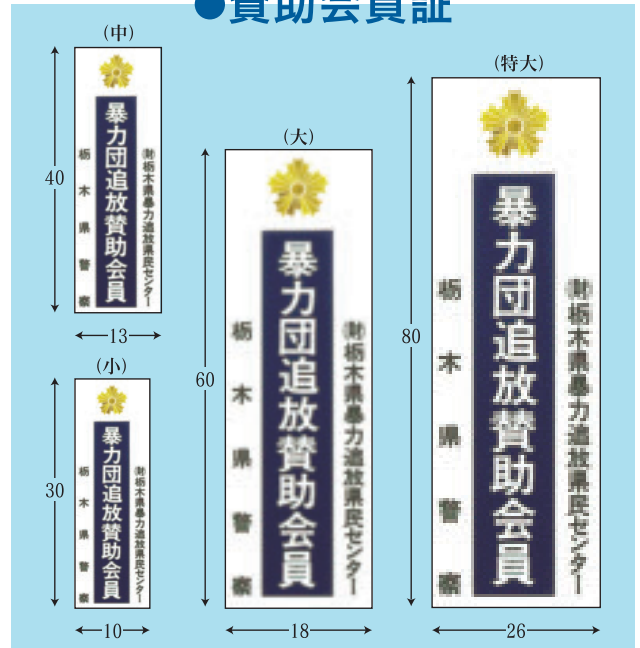 ●賛助会員証
(中)
暴力団追放賛助会員
㈶栃木県暴力追放県民センター
栃木県警察
40
13
(小)
暴力団追放賛助会員
㈶栃木県暴力追放県民センター
栃木県警察
30
10
(大)
暴力団追放賛助会員
㈶栃木県暴力追放県民センター
栃木県警察
60
18
(特大)
暴力団追放賛助会員
㈶栃木県暴力追放県民センター
栃木県警察
80
26